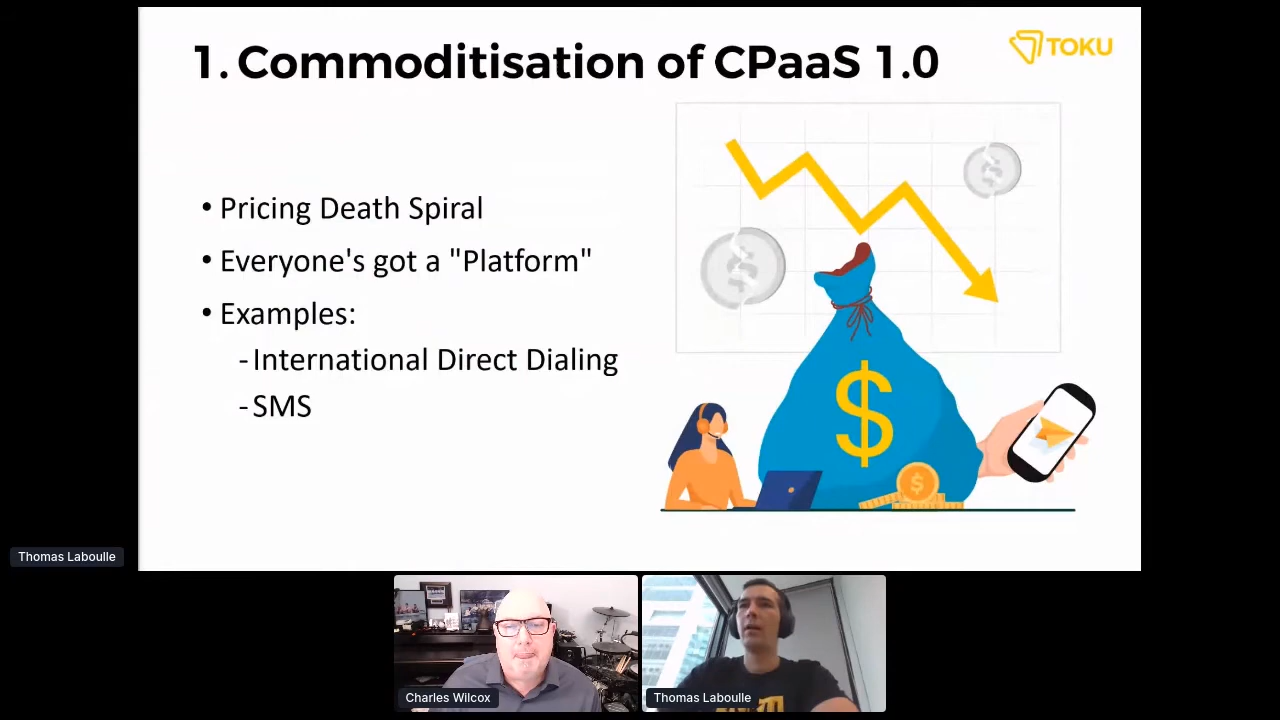 1. Commoditisation of CPaaS 1.0
TOKU
• Pricing Death Spiral
• Everyone's got a "Platform"
• Examples:
- International Direct Dialing
- SMS
$
$
$
$
Thomas Laboulle
Charles Wilcox
Thomas Laboulle